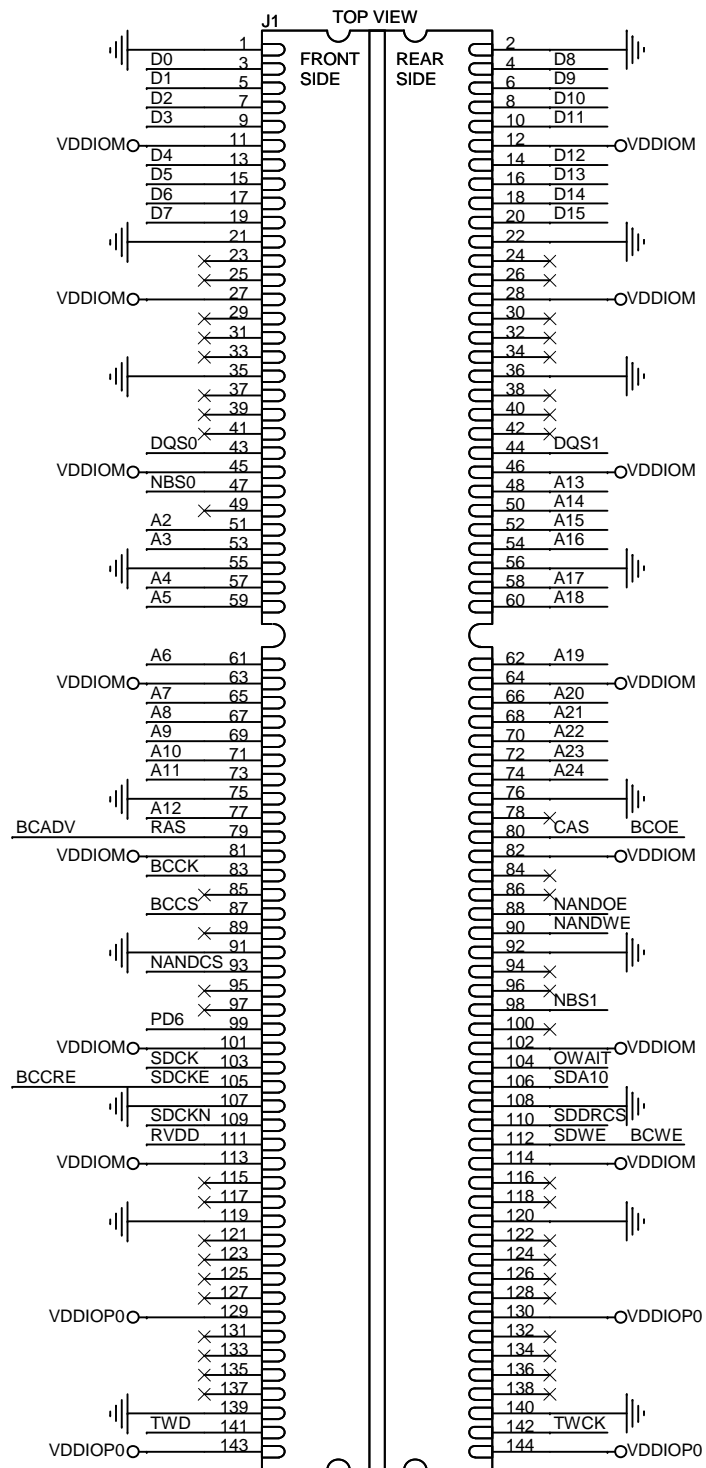 J1 TOP VIEW
FRONT SIDE REAR SIDE
1 2
D0 3 4 D8
D1 5 6 D9
D2 7 8 D10
D3 9 10 D11
VDDIOM 11 12 VDDIOM
D4 13 14 D12
D5 15 16 D13
D6 17 18 D14
D7 19 20 D15
21 22
23 24
25 26
VDDIOM 27 28 VDDIOM
29 30
31 32
33 34
35 36
37 38
39 40
41 42
DQS0 43 44 DQS1
VDDIOM 45 46 VDDIOM
NBS0 47 48 A13
49 50 A14
A2 51 52 A15
A3 53 54 A16
55 56
A4 57 58 A17
A5 59 60 A18
A6 61 62 A19
VDDIOM 63 64 VDDIOM
A7 65 66 A20
A8 67 68 A21
A9 69 70 A22
A10 71 72 A23
A11 73 74 A24
75 76
A12 77 78
BCADV RAS 79 80 CAS BCOE
VDDIOM 81 82 VDDIOM
BCCK 83 84
85 86
BCCS 87 88 NANDOE
89 90 NANDWE
91 92
NANDCS 93 94
95 96
97 98 NBS1
PD6 99 100
VDDIOM 101 102 VDDIOM
SDCK 103 104 OWAIT
BCCRE SDCKE 105 106 SDA10
107 108
SDCKN 109 110 SDDRCS
RVDD 111 112 SDWE BCWE
VDDIOM 113 114 VDDIOM
115 116
117 118
119 120
121 122
123 124
125 126
127 128
VDDIOP0 129 130 VDDIOP0
131 132
133 134
135 136
137 138
139 140
TWD 141 142 TWCK
VDDIOP0 143 144 VDDIOP0